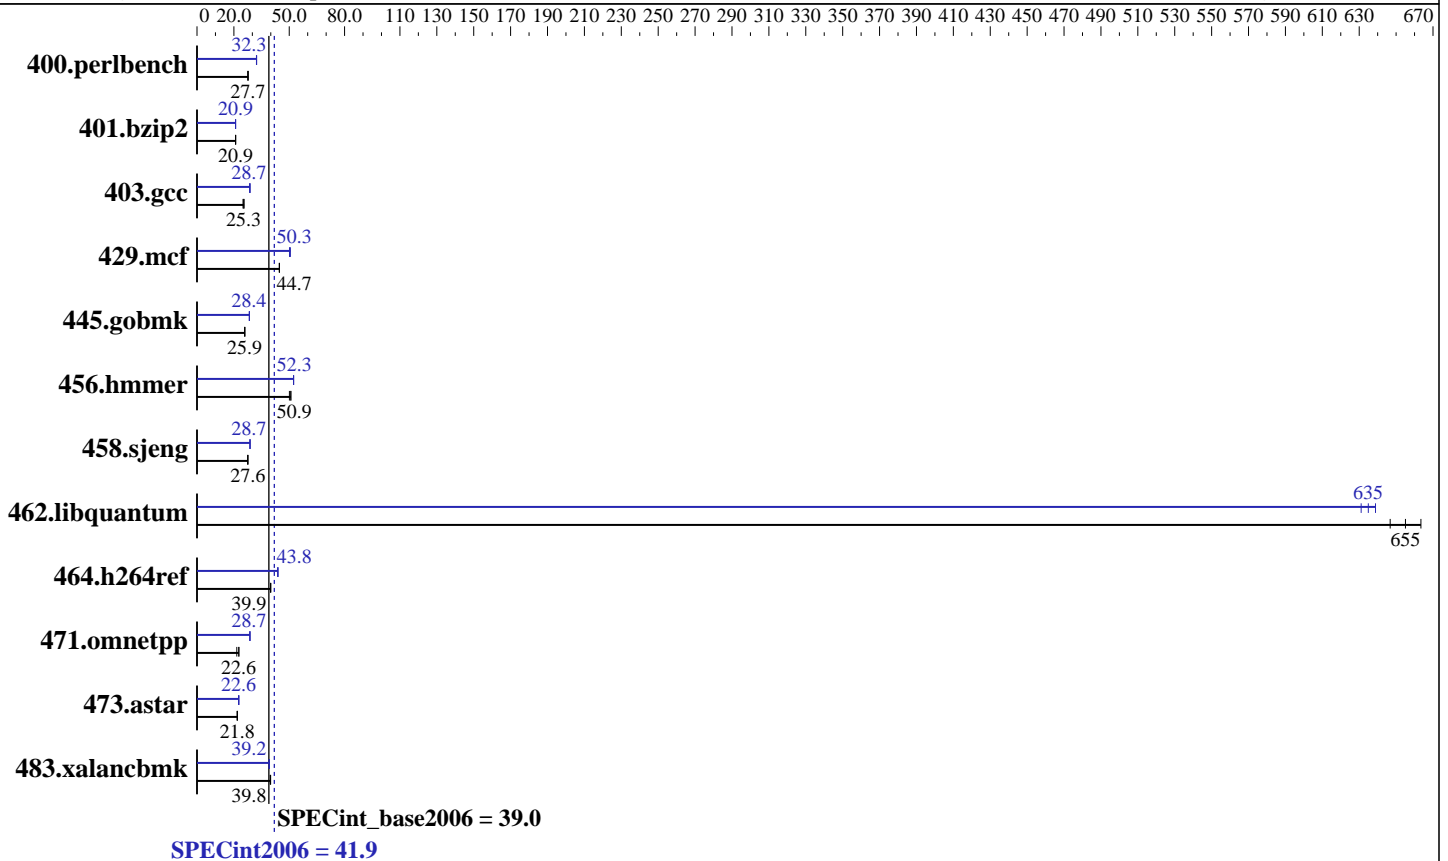 0 20.0 50.0 80.0 110 130 150 170 190 210 230 250 270 290 310 330 350 370 390 410 430 450 470 490 510 530 550 570 590 610 630 670
32.3
400.perlbench
27.7
20.9
401.bzip2
20.9
28.7
403.gcc
25.3
50.3
429.mcf
44.7
28.4
445.gobmk
25.9
52.3
456.hmmer
50.9
28.7
458.sjeng
27.6
635
462.libquantum
655
43.8
464.h264ref
39.9
28.7
471.omnetpp
22.6
22.6
473.astar
21.8
39.2
483.xalancbmk
39.8
SPECint_base2006 = 39.0
SPECint2006 = 41.9